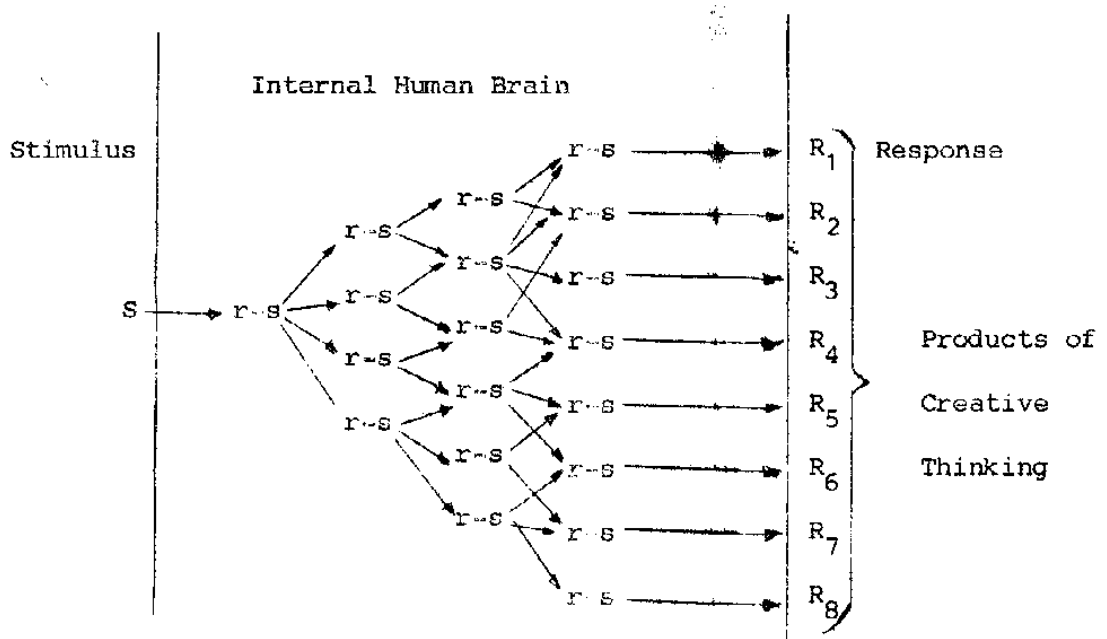 Internal Human Brain
Stimulus
r-s R1 Response
r-s
r-s R2
r-s
r-s
r-s R3
S r-s r-s
r-s
r-s R4 Products of
r-s
r-s
r-s R5 Creative
r-s
r-s
r-s R6 Thinking
r-s
r-s R7
r-s R8